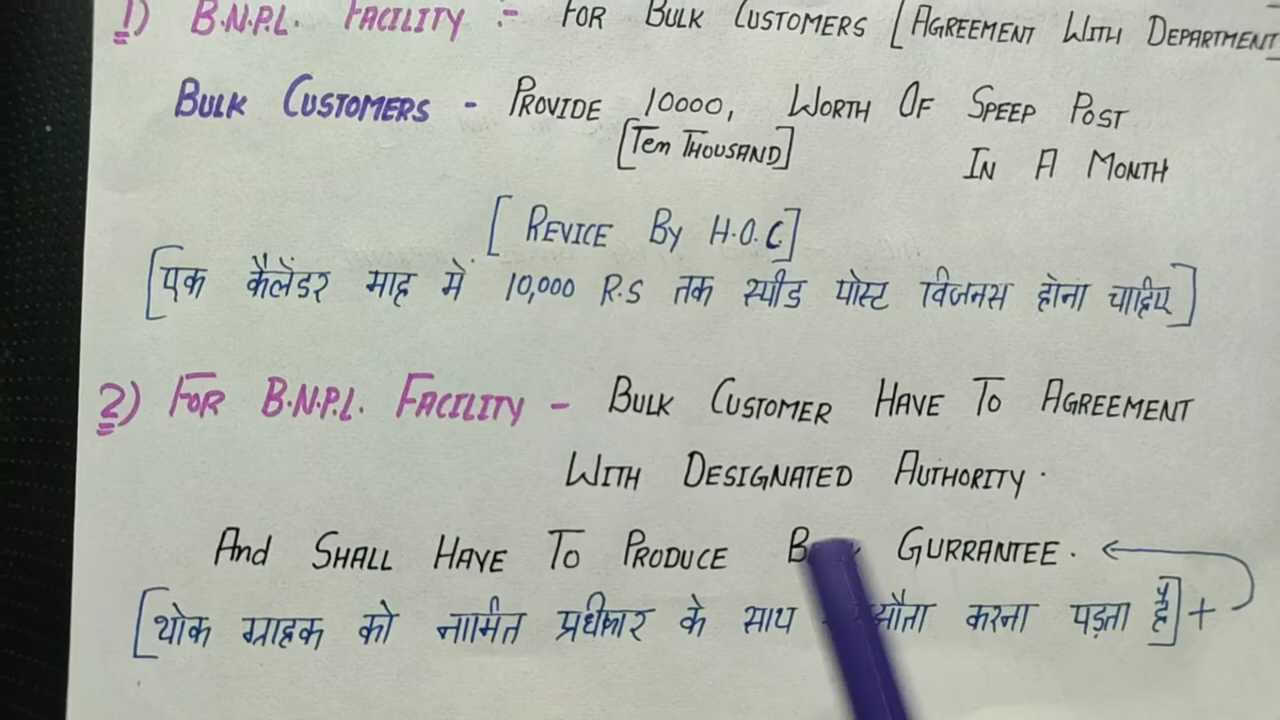 1) B.N.P.L. FACILITY :- FOR BULK CUSTOMERS [AGREEMENT WITH DEPARTMENT]
BULK CUSTOMERS - PROVIDE 10000, WORTH OF SPEEP POST
[Tem THOUSAND] IN A MONTH
[REVICE By H.O.C.]
[एक कैलेंडर माह में 10,000 R.S तक स्पीड पोस्ट विजनस होना चाहिए]
2) FOR B.N.P.L. FACILITY - BULK CUSTOMER HAVE TO AGREEMENT
WITH DESIGNATED AUTHORITY.
And SHALL HAVE TO PRODUCE GURRANTEE.
[थोक ग्राहक को नामित प्रधीकार के साथ करना पड़ता है] +